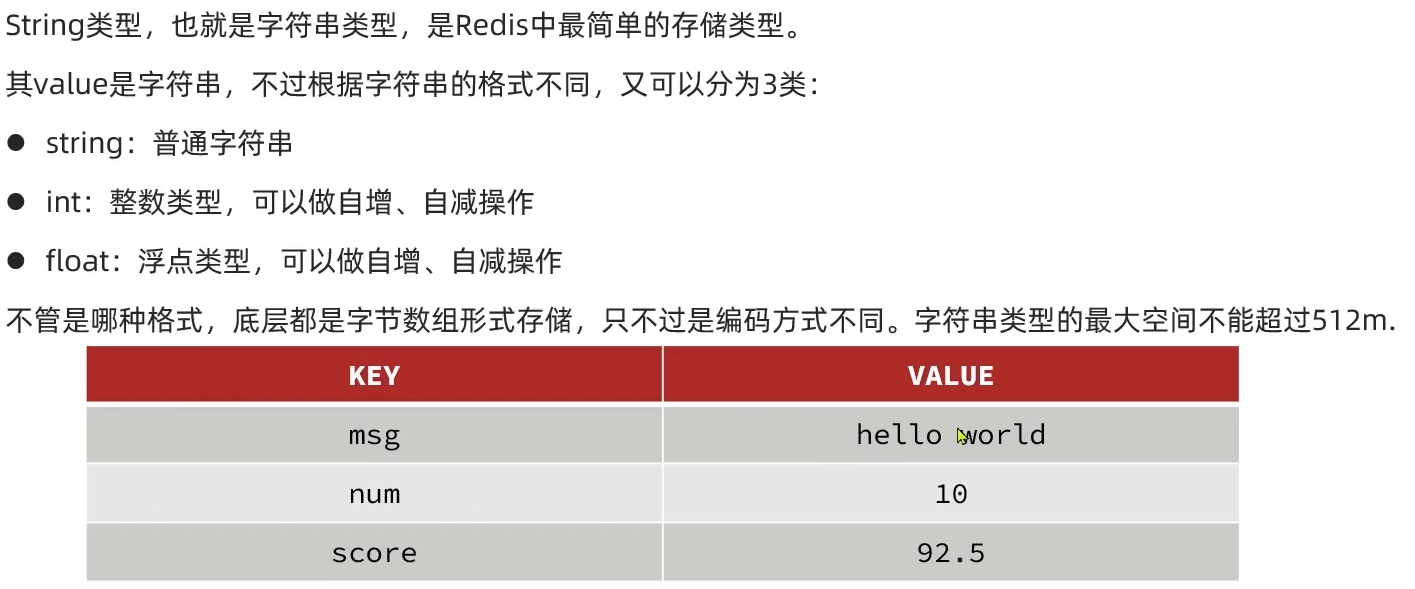 String类型，也就是字符串类型，是Redis中最简单的存储类型。
其value是字符串，不过根据字符串的格式不同，又可以分为3类：
● string：普通字符串
● int：整数类型，可以做自增、自减操作
● float：浮点类型，可以做自增、自减操作
不管是哪种格式，底层都是字节数组形式存储，只不过是编码方式不同。字符串类型的最大空间不能超过512m.
KEY VALUE
msg hello world
num 10
score 92.5